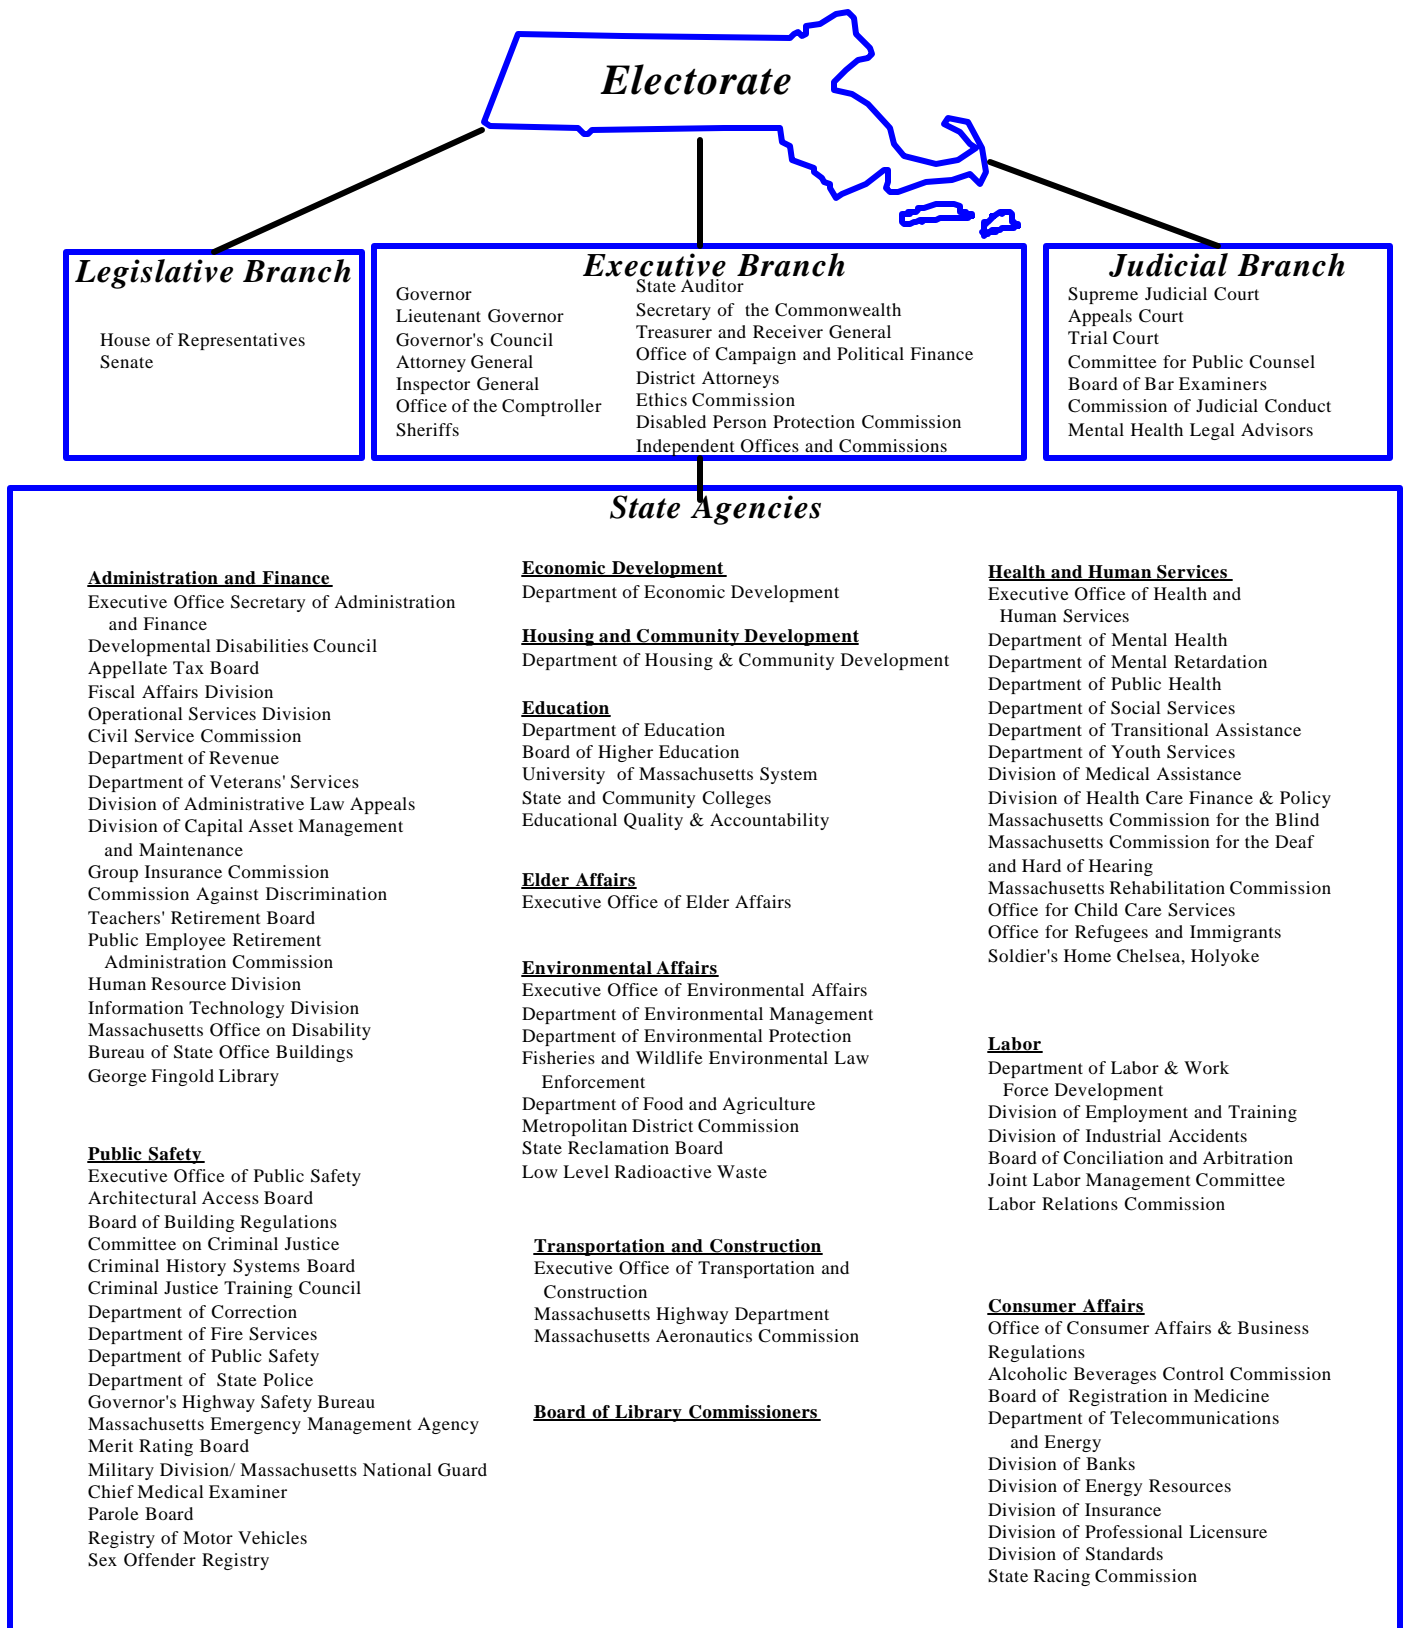 Electorate
Legislative Branch
House of Representatives
Senate
Executive Branch
Governor
Lieutenant Governor
Governor's Council
Attorney General
Inspector General
Office of the Comptroller
Sheriffs
State Auditor
Secretary of the Commonwealth
Treasurer and Receiver General
Office of Campaign and Political Finance
District Attorneys
Ethics Commission
Disabled Person Protection Commission
Independent Offices and Commissions
Judicial Branch
Supreme Judicial Court
Appeals Court
Trial Court
Committee for Public Counsel
Board of Bar Examiners
Commission of Judicial Conduct
Mental Health Legal Advisors
State Agencies
Administration and Finance
Executive Office Secretary of Administration
and Finance
Developmental Disabilities Council
Appellate Tax Board
Fiscal Affairs Division
Operational Services Division
Civil Service Commission
Department of Revenue
Department of Veterans' Services
Division of Administrative Law Appeals
Division of Capital Asset Management
and Maintenance
Group Insurance Commission
Commission Against Discrimination
Teachers' Retirement Board
Public Employee Retirement
Administration Commission
Human Resource Division
Information Technology Division
Massachusetts Office on Disability
Bureau of State Office Buildings
George Fingold Library
Public Safety
Executive Office of Public Safety
Architectural Access Board
Board of Building Regulations
Committee on Criminal Justice
Criminal History Systems Board
Criminal Justice Training Council
Department of Correction
Department of Fire Services
Department of Public Safety
Department of State Police
Governor's Highway Safety Bureau
Massachusetts Emergency Management Agency
Merit Rating Board
Military Division/ Massachusetts National Guard
Chief Medical Examiner
Parole Board
Registry of Motor Vehicles
Sex Offender Registry
Economic Development
Department of Economic Development
Housing and Community Development
Department of Housing & Community Development
Education
Department of Education
Board of Higher Education
University of Massachusetts System
State and Community Colleges
Educational Quality & Accountability
Elder Affairs
Executive Office of Elder Affairs
Environmental Affairs
Executive Office of Environmental Affairs
Department of Environmental Management
Department of Environmental Protection
Fisheries and Wildlife Environmental Law
Enforcement
Department of Food and Agriculture
Metropolitan District Commission
State Reclamation Board
Low Level Radioactive Waste
Transportation and Construction
Executive Office of Transportation and
Construction
Massachusetts Highway Department
Massachusetts Aeronautics Commission
Board of Library Commissioners
Health and Human Services
Executive Office of Health and
Human Services
Department of Mental Health
Department of Mental Retardation
Department of Public Health
Department of Social Services
Department of Transitional Assistance
Department of Youth Services
Division of Medical Assistance
Division of Health Care Finance & Policy
Massachusetts Commission for the Blind
Massachusetts Commission for the Deaf
and Hard of Hearing
Massachusetts Rehabilitation Commission
Office for Child Care Services
Office for Refugees and Immigrants
Soldier's Home Chelsea, Holyoke
Labor
Department of Labor & Work
Force Development
Division of Employment and Training
Division of Industrial Accidents
Board of Conciliation and Arbitration
Joint Labor Management Committee
Labor Relations Commission
Consumer Affairs
Office of Consumer Affairs & Business
Regulations
Alcoholic Beverages Control Commission
Board of Registration in Medicine
Department of Telecommunications
and Energy
Division of Banks
Division of Energy Resources
Division of Insurance
Division of Professional Licensure
Division of Standards
State Racing Commission